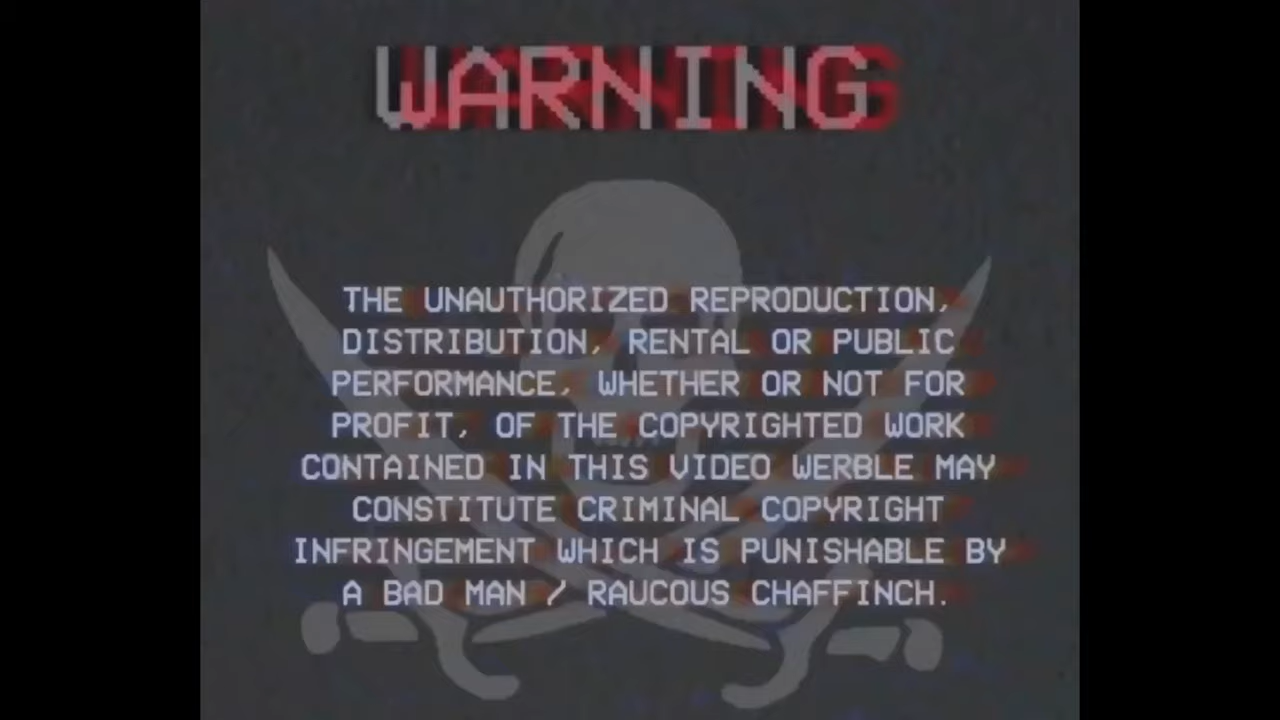 WARNING
THE UNAUTHORIZED REPRODUCTION,
DISTRIBUTION, RENTAL OR PUBLIC
PERFORMANCE, WHETHER OR NOT FOR
PROFIT, OF THE COPYRIGHTED WORK
CONTAINED IN THIS VIDEO WERBLE MAY
CONSTITUTE CRIMINAL COPYRIGHT
INFRINGEMENT WHICH IS PUNISHABLE BY
A BAD MAN / RAUCOUS CHAFFINCH.